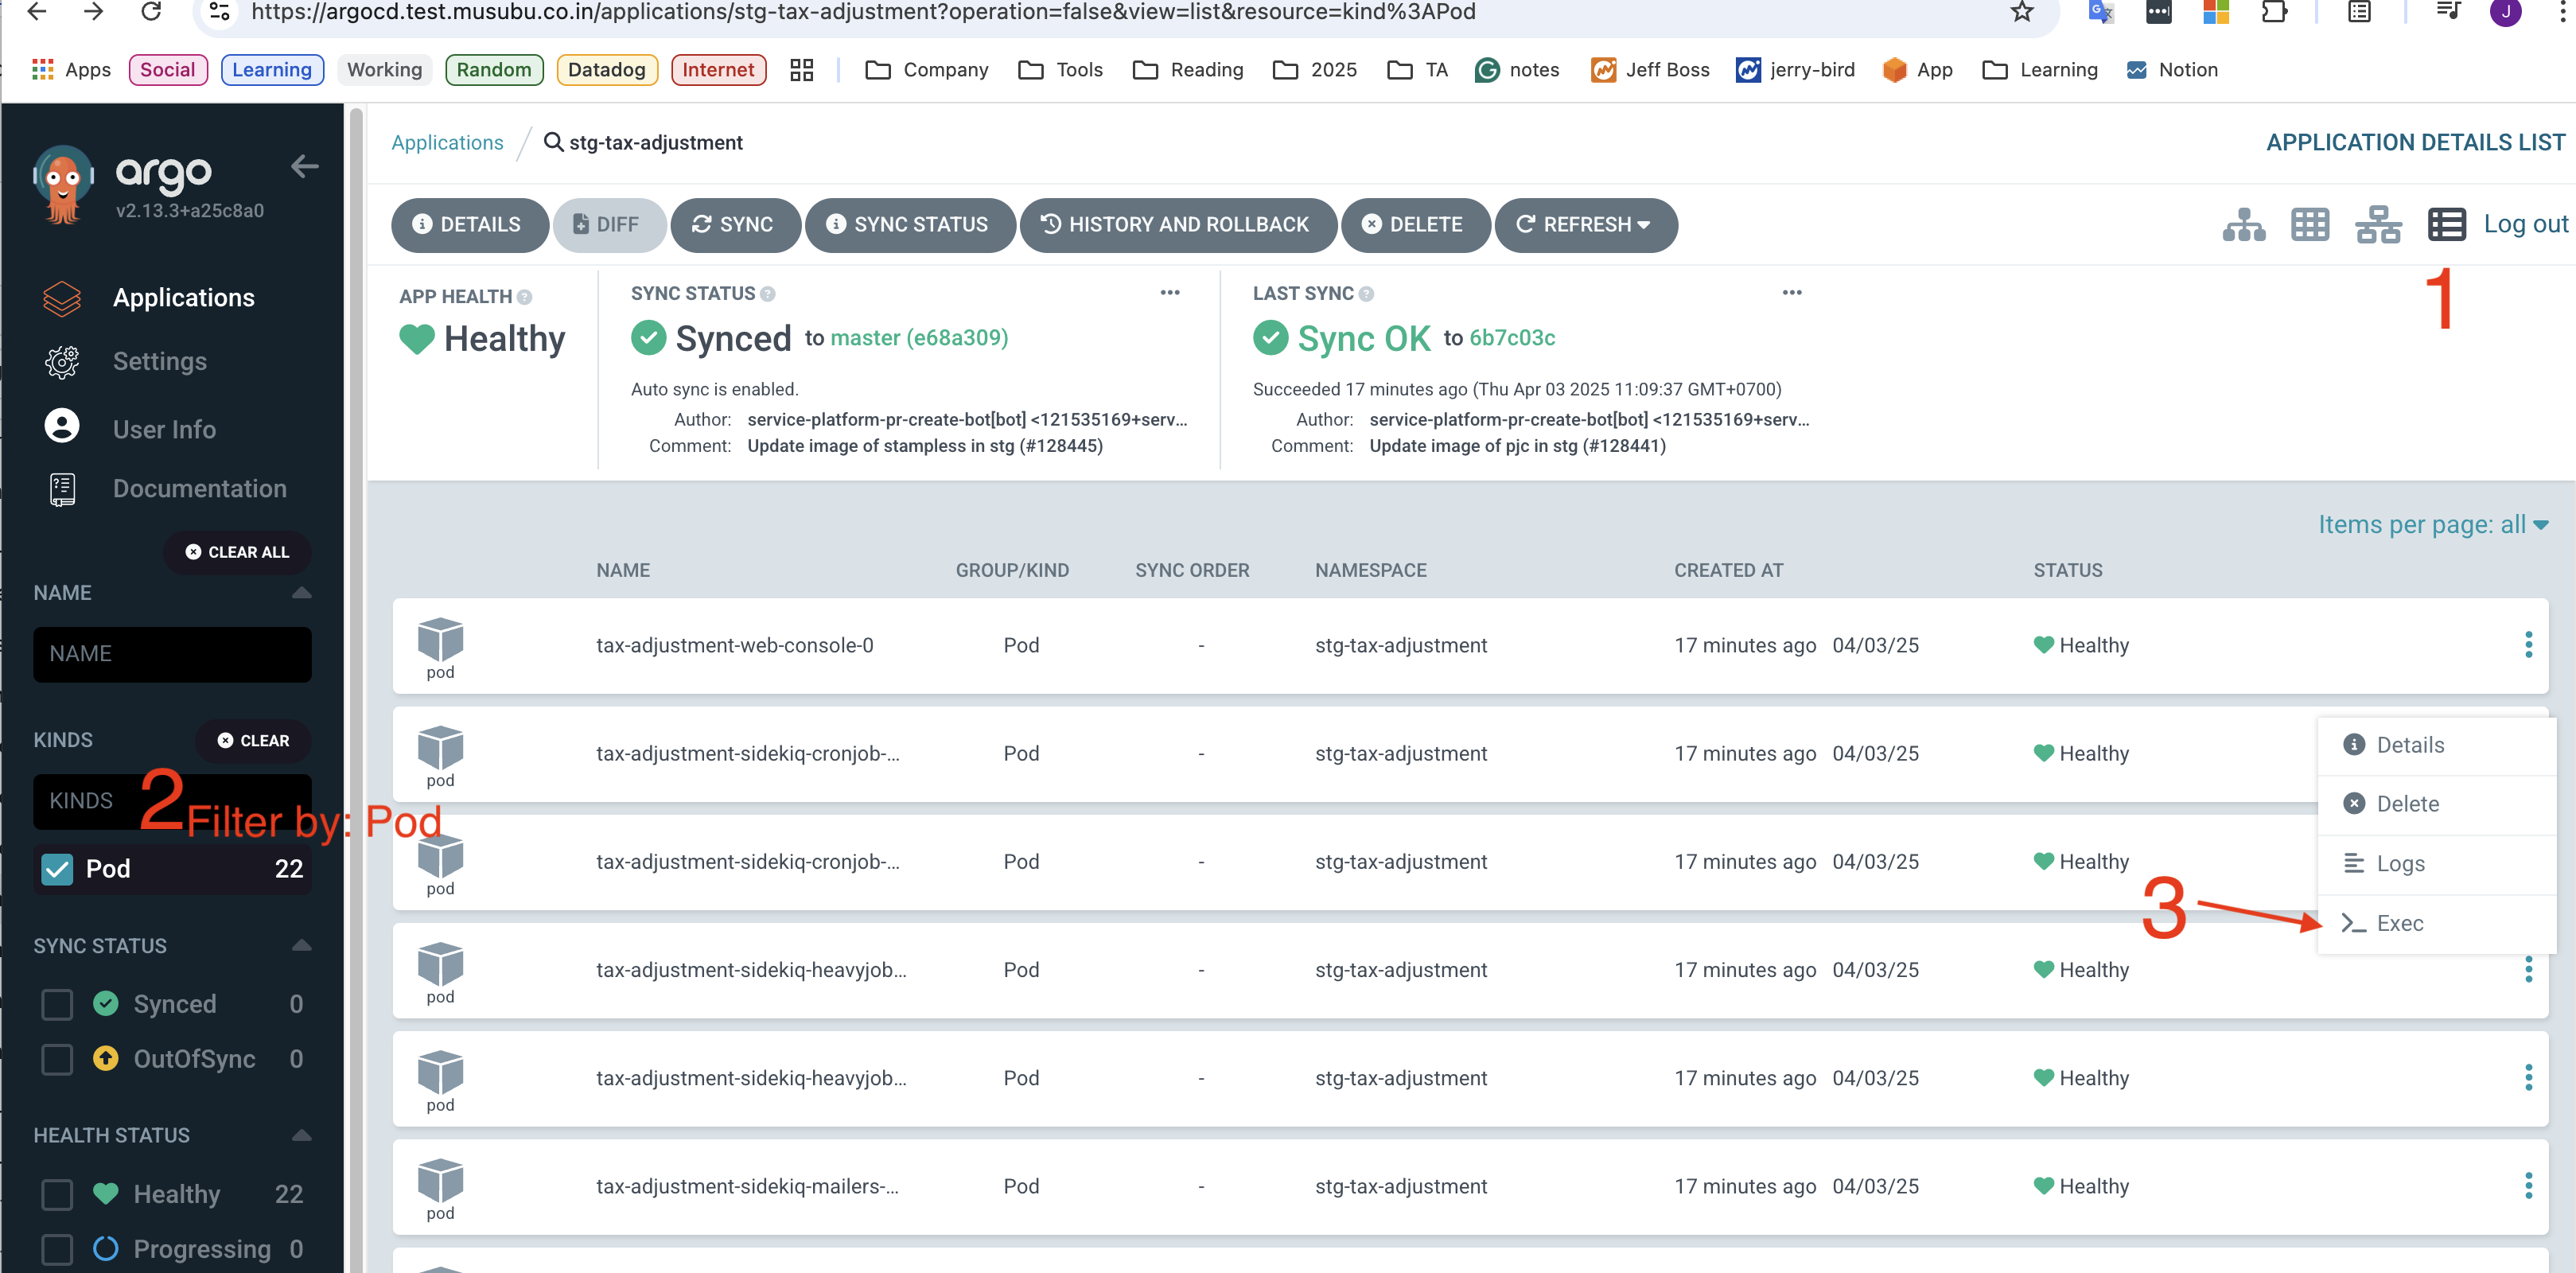 https://argocd.test.musubu.co.in/applications/stg-tax-adjustment?operation=false&view=list&resource=kind%3APod
J
Apps Social Learning Working Random Datadog Internet Company Tools Reading 2025 TA notes Jeff Boss jerry-bird App Learning Notion
argo
v2.13.3+a25c8a0
Applications
Settings
User Info
Documentation
CLEAR ALL
NAME
NAME
KINDS CLEAR
KINDS
2 Filter by: Pod
Pod 22
SYNC STATUS
Synced 0
OutOfSync 0
HEALTH STATUS
Healthy 22
Progressing 0
Applications / stg-tax-adjustment APPLICATION DETAILS LIST
DETAILS DIFF SYNC SYNC STATUS HISTORY AND ROLLBACK DELETE REFRESH Log out
1
APP HEALTH
Healthy
SYNC STATUS
Synced to master (e68a309)
Auto sync is enabled.
Author: service-platform-pr-create-bot[bot] <121535169+serv...
Comment: Update image of stampless in stg (#128445)
LAST SYNC
Sync OK to 6b7c03c
Succeeded 17 minutes ago (Thu Apr 03 2025 11:09:37 GMT+0700)
Author: service-platform-pr-create-bot[bot] <121535169+serv...
Comment: Update image of pjc in stg (#128441)
Items per page: all
NAME GROUP/KIND SYNC ORDER NAMESPACE CREATED AT STATUS
pod tax-adjustment-web-console-0 Pod - stg-tax-adjustment 17 minutes ago 04/03/25 Healthy
pod tax-adjustment-sidekiq-cronjob-... Pod - stg-tax-adjustment 17 minutes ago 04/03/25 Healthy
pod tax-adjustment-sidekiq-cronjob-... Pod - stg-tax-adjustment 17 minutes ago 04/03/25 Healthy
pod tax-adjustment-sidekiq-heavyjob... Pod - stg-tax-adjustment 17 minutes ago 04/03/25 Healthy
pod tax-adjustment-sidekiq-heavyjob... Pod - stg-tax-adjustment 17 minutes ago 04/03/25 Healthy
pod tax-adjustment-sidekiq-mailers-... Pod - stg-tax-adjustment 17 minutes ago 04/03/25 Healthy
Details
Delete
Logs
3
Exec